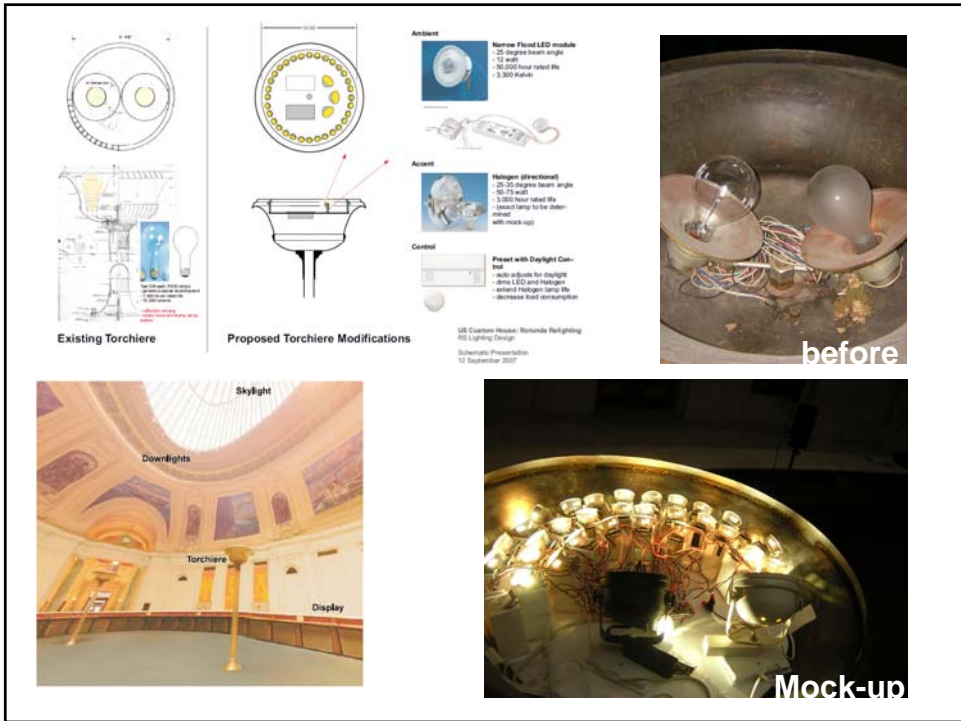 Existing Torchiere
Proposed Torchiere Modifications
Ambient
Narrow Flood LED module
- 25 degree beam angle
- 12 watt
- 50,000 hour rated life
- 3,300 Kelvin
Accent
Halogen (directional)
- 25-35 degree beam angle
- 50-75 watt
- 3,000 hour rated life
- (exact lamp to be deter-
mined
with mock-up)
Control
Preset with Daylight Con-
trol
- auto adjusts for daylight
- dims LED and Halogen
- extend Halogen lamp life
- decrease load consumption
US Custom House: Rotunda Relighting
RS Lighting Design
Schematic Presentation
12 September 2007
before
Skylight
Downlights
Torchiere
Display
Mock-up